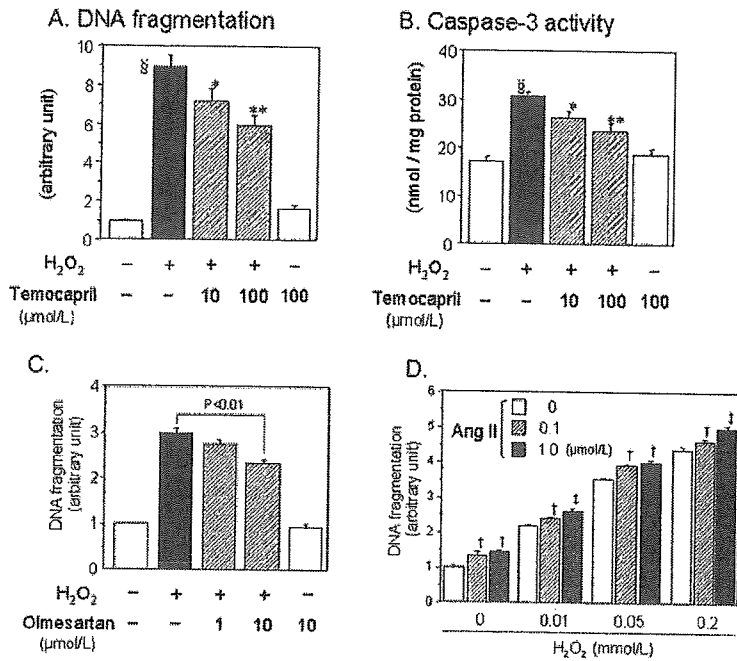 A. DNA fragmentation
(arbitrary unit)
10
8
6
4
2
0
§
*
**
H₂O₂ – + + + –
Temocapril – – 10 100 100
(μmol/L)
B. Caspase-3 activity
(nmol / mg protein)
40
30
20
10
0
§
*
**
H₂O₂ – + + + –
Temocapril – – 10 100 100
(μmol/L)
C.
DNA fragmentation
(arbitrary unit)
4
3
2
1
0
P<0.01
H₂O₂ – + + + –
Olmesartan – – 1 10 10
(μmol/L)
D.
DNA fragmentation
(arbitrary unit)
6
5
4
3
2
1
0
Ang II
0
0.1
10 (μmol/L)
† †
† ‡
† †
† ‡
0 0.01 0.05 0.2
H₂O₂ (mmol/L)